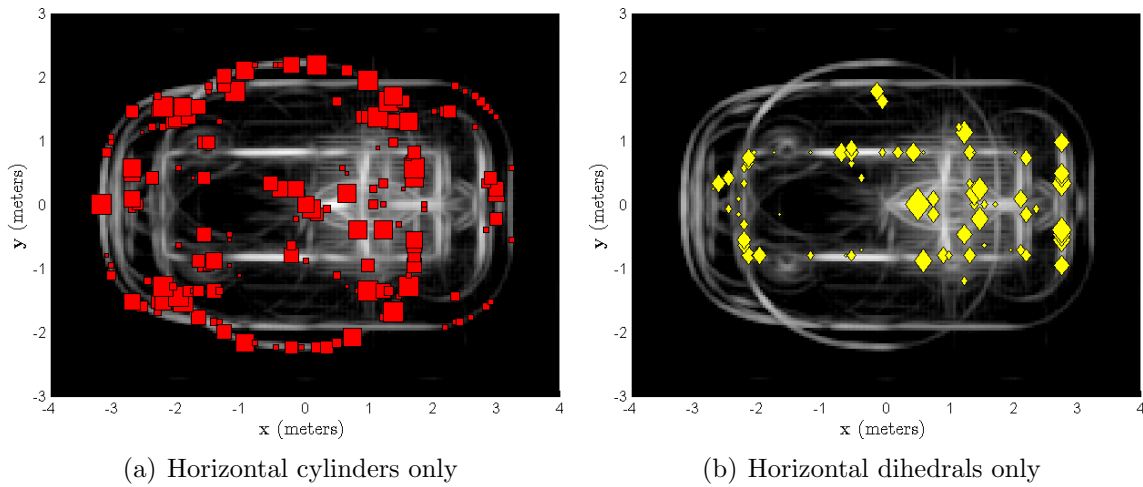 3
3
2
2
1
1
0
0
-1
-1
-2
-2
-3
-3
y (meters)
y (meters)
-4 -3 -2 -1 0 1 2 3 4
-4 -3 -2 -1 0 1 2 3 4
x (meters)
x (meters)
(a) Horizontal cylinders only
(b) Horizontal dihedrals only